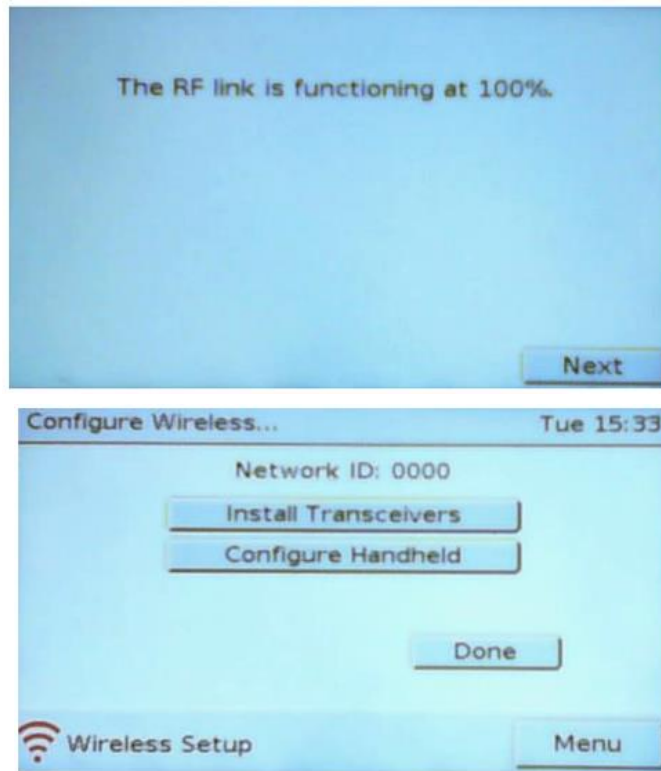 The RF link is functioning at 100%.
Next
Configure Wireless... Tue 15:33
Network ID: 0000
Install Transceivers
Configure Handheld
Done
Wireless Setup Menu